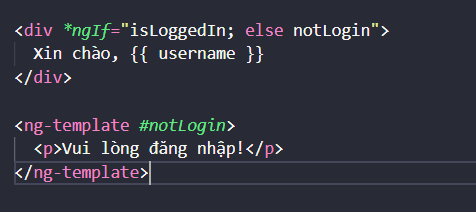 <div *ngIf="isLoggedIn; else notLogin">
  Xin chào, {{ username }}
</div>

<ng-template #notLogin>
  <p>Vui lòng đăng nhập!</p>
</ng-template>